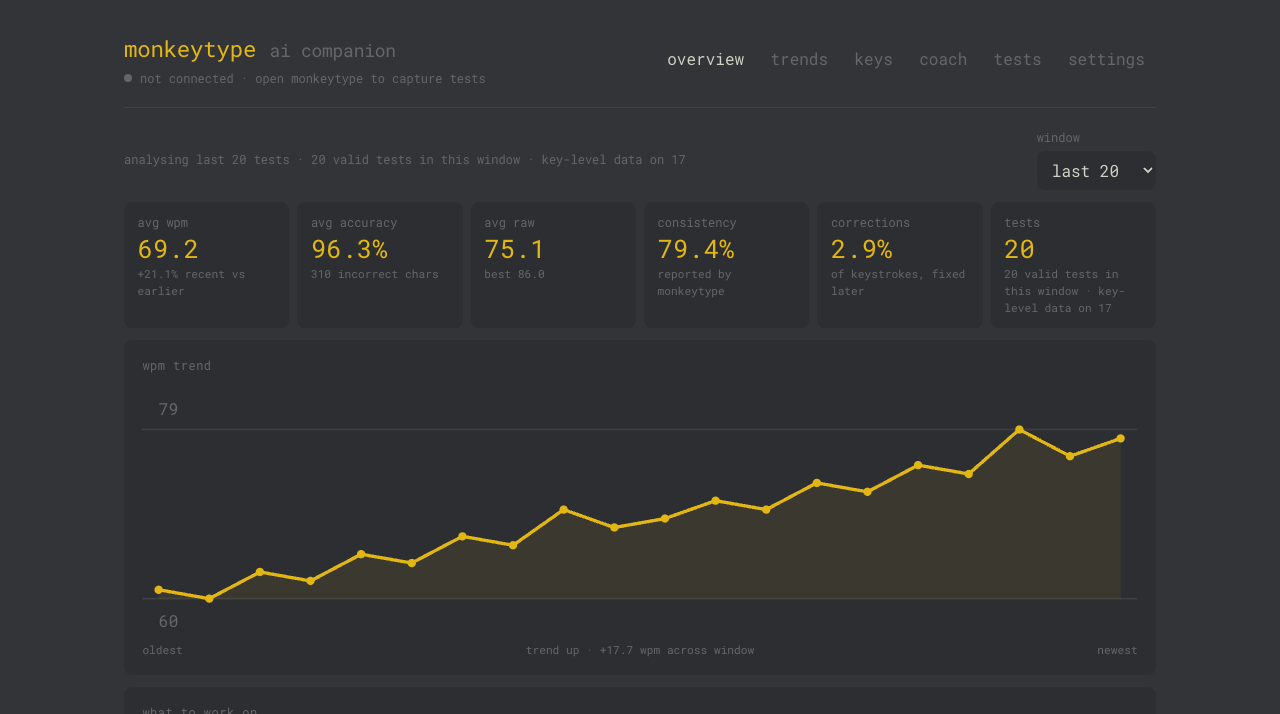 monkeytype ai companion
not connected · open monkeytype to capture tests
overview trends keys coach tests settings
window
analysing last 20 tests · 20 valid tests in this window · key-level data on 17
last 20
avg wpm
69.2
+21.1% recent vs
earlier
avg accuracy
96.3%
310 incorrect chars
avg raw
75.1
best 86.0
consistency
79.4%
reported by
monkeytype
corrections
2.9%
of keystrokes, fixed
later
tests
20
20 valid tests in
this window · key-
level data on 17
wpm trend
79
60
oldest
trend up · +17.7 wpm across window
newest
what to work on